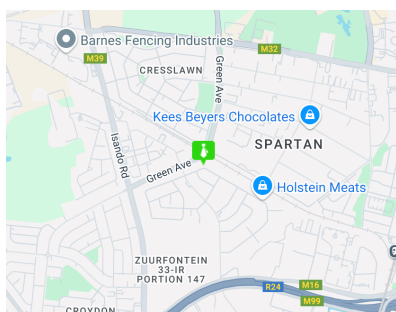 Barnes Fencing Industries
M39
M32
CRESSLAWN
Green Ave
Kees Beyers Chocolates
SPARTAN
Isando Rd
Green Ave
Holstein Meats
ZUURFONTEIN
33-IR
PORTION 147
R24
M16
M99
CROYDON